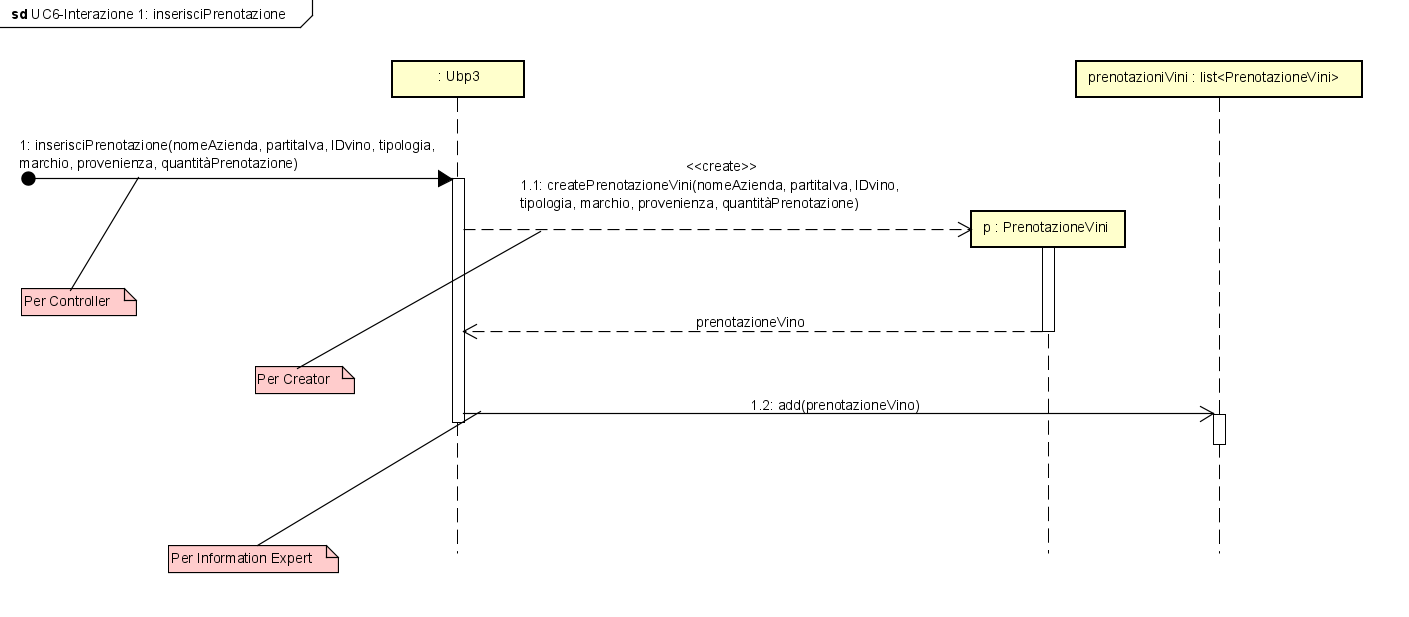 sd UC6-Interazione 1: inserisciPrenotazione
: Ubp3
prenotazioniVini : list<PrenotazioneVini>
1: inserisciPrenotazione(nomeAzienda, partitaIva, IDvino, tipologia,
marchio, provenienza, quantitàPrenotazione)
<<create>>
1.1: createPrenotazioneVini(nomeAzienda, partitaIva, IDvino,
tipologia, marchio, provenienza, quantitàPrenotazione)
p : PrenotazioneVini
Per Controller
prenotazioneVino
Per Creator
1.2: add(prenotazioneVino)
Per Information Expert